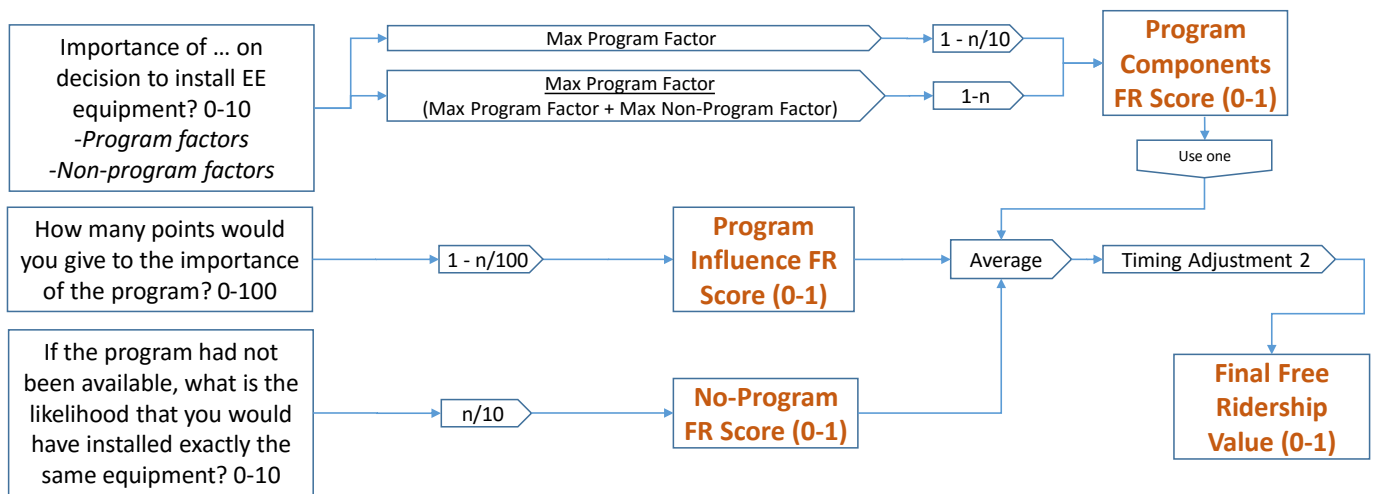 Importance of ... on
decision to install EE
equipment? 0-10
-Program factors
-Non-program factors
Max Program Factor
1 - n/10
Max Program Factor
(Max Program Factor + Max Non-Program Factor)
1-n
Program
Components
FR Score (0-1)
Use one
How many points would
you give to the importance
of the program? 0-100
1 - n/100
Program
Influence FR
Score (0-1)
Average
Timing Adjustment 2
If the program had not
been available, what is the
likelihood that you would
have installed exactly the
same equipment? 0-10
n/10
No-Program
FR Score (0-1)
Final Free
Ridership
Value (0-1)